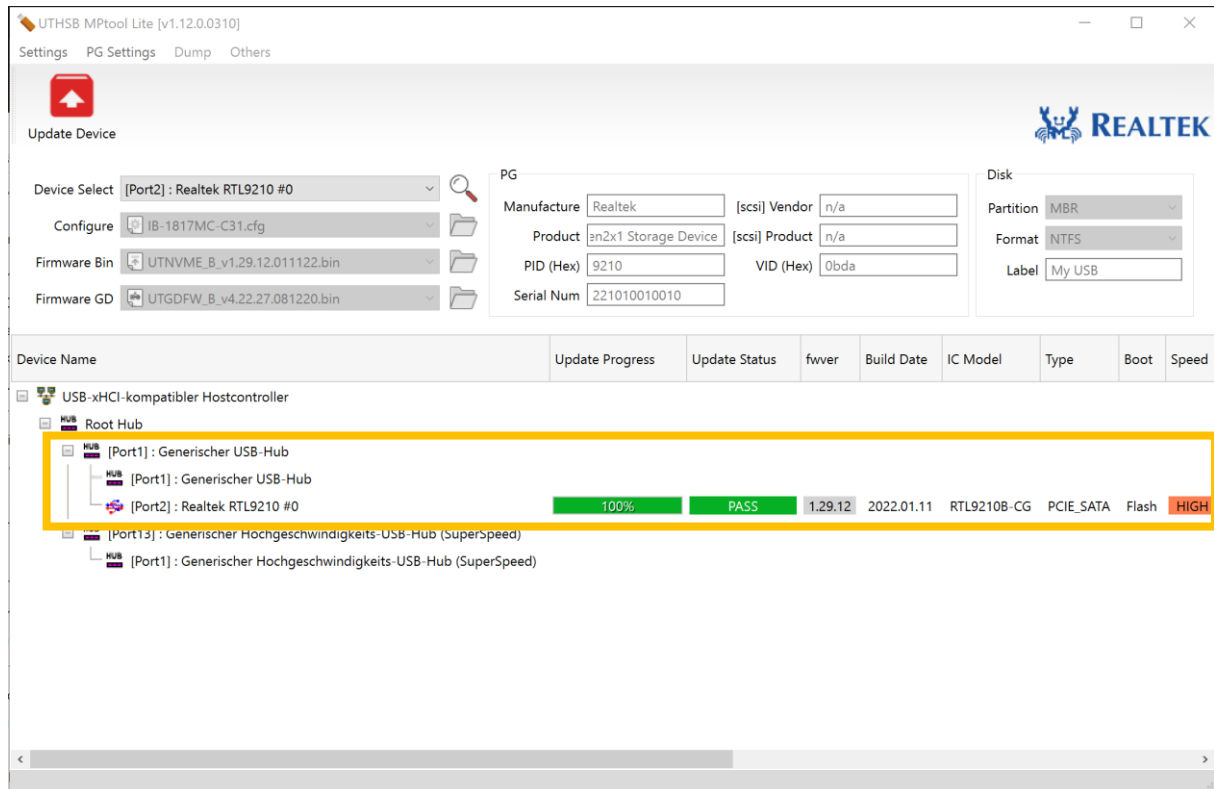 UTHSB MPtool Lite [v1.12.0.0310]
Settings PG Settings Dump Others
Update Device
REALTEK
Device Select [Port2] : Realtek RTL9210 #0
Configure IB-1817MC-C31.cfg
Firmware Bin UTNVME_B_v1.29.12.011122.bin
Firmware GD UTGDFW_B_v4.22.27.081220.bin
PG
Manufacture Realtek [scsi] Vendor n/a
Product en2x1 Storage Device [scsi] Product n/a
PID (Hex) 9210 VID (Hex) 0bda
Serial Num 221010010010
Disk
Partition MBR
Format NTFS
Label My USB
Device Name Update Progress Update Status fwver Build Date IC Model Type Boot Speed
USB-xHCI-kompatibler Hostcontroller
HUB Root Hub
HUB [Port1] : Generischer USB-Hub
HUB [Port1] : Generischer USB-Hub
[Port2] : Realtek RTL9210 #0 100% PASS 1.29.12 2022.01.11 RTL9210B-CG PCIE_SATA Flash HIGH
HUB [Port13] : Generischer Hochgeschwindigkeits-USB-Hub (SuperSpeed)
HUB [Port1] : Generischer Hochgeschwindigkeits-USB-Hub (SuperSpeed)